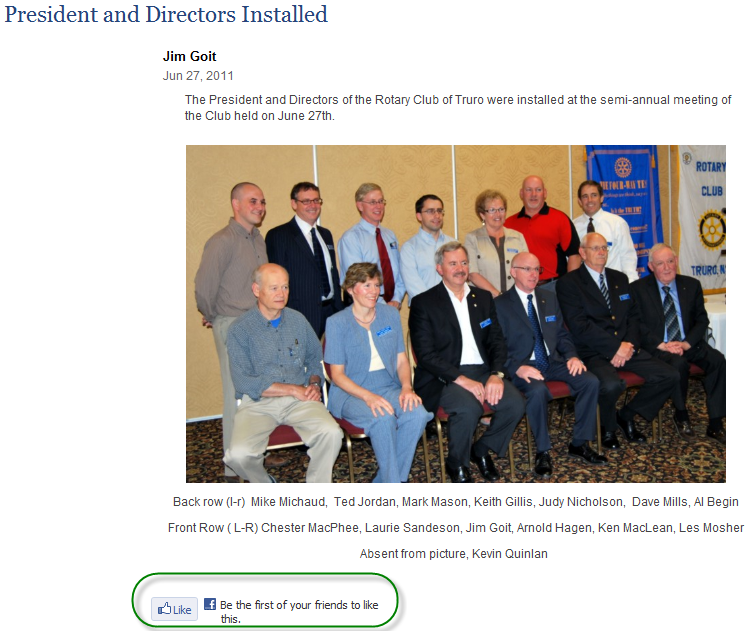 President and Directors Installed
Jim Goit
Jun 27, 2011
The President and Directors of the Rotary Club of Truro were installed at the semi-annual meeting of
the Club held on June 27th.
ROTARY
CLUB
TRURO, N
Back row (l-r)  Mike Michaud,  Ted Jordan, Mark Mason, Keith Gillis, Judy Nicholson,  Dave Mills, Al Begin
Front Row ( L-R) Chester MacPhee, Laurie Sandeson, Jim Goit, Arnold Hagen, Ken MacLean, Les Mosher
Absent from picture, Kevin Quinlan
Like
Be the first of your friends to like
this.